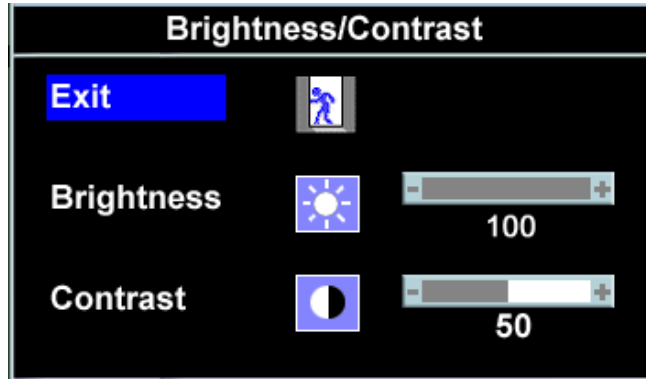 Brightness/Contrast
Exit
Brightness
- +
100
Contrast
- +
50